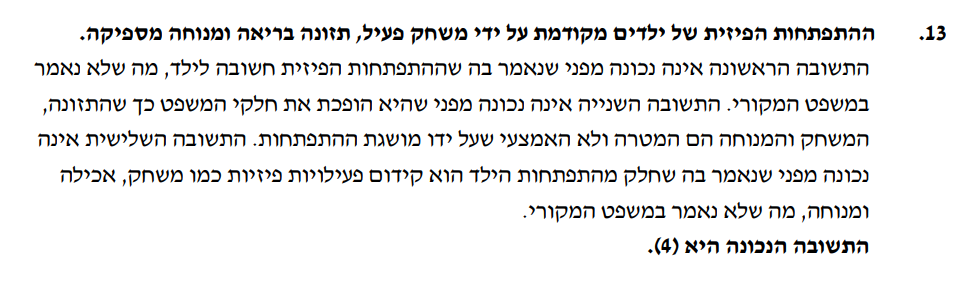 13. ההתפתחות הפיזית של ילדים מקודמת על ידי משחק פעיל, תזונה בריאה ומנוחה מספיקה.
התשובה הראשונה אינה נכונה מפני שנאמר בה שההתפתחות הפיזית חשובה לילד, מה שלא נאמר
במשפט המקורי. התשובה השנייה אינה נכונה מפני שהיא הופכת את חלקי המשפט כך שהתזונה,
המשחק והמנוחה הם המטרה ולא האמצעי שעל ידו מושגת ההתפתחות. התשובה השלישית אינה
נכונה מפני שנאמר בה שחלק מהתפתחות הילד הוא קידום פעילויות פיזיות כמו משחק, אכילה
ומנוחה, מה שלא נאמר במשפט המקורי.
התשובה הנכונה היא (4).